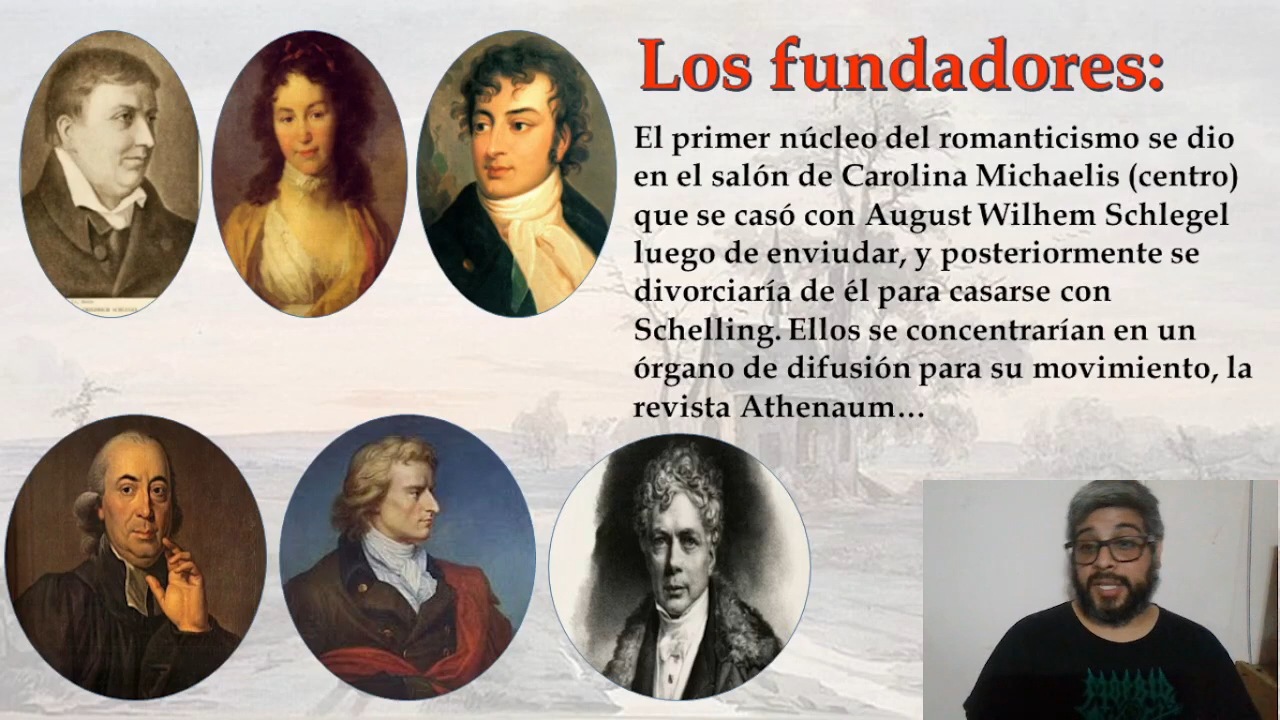 Los fundadores:
El primer núcleo del romanticismo se dio
en el salón de Carolina Michaelis (centro)
que se casó con August Wilhem Schlegel
luego de enviudar, y posteriormente se
divorciaría de él para casarse con
Schelling. Ellos se concentrarían en un
órgano de difusión para su movimiento, la
revista Athenaum...
MORBID